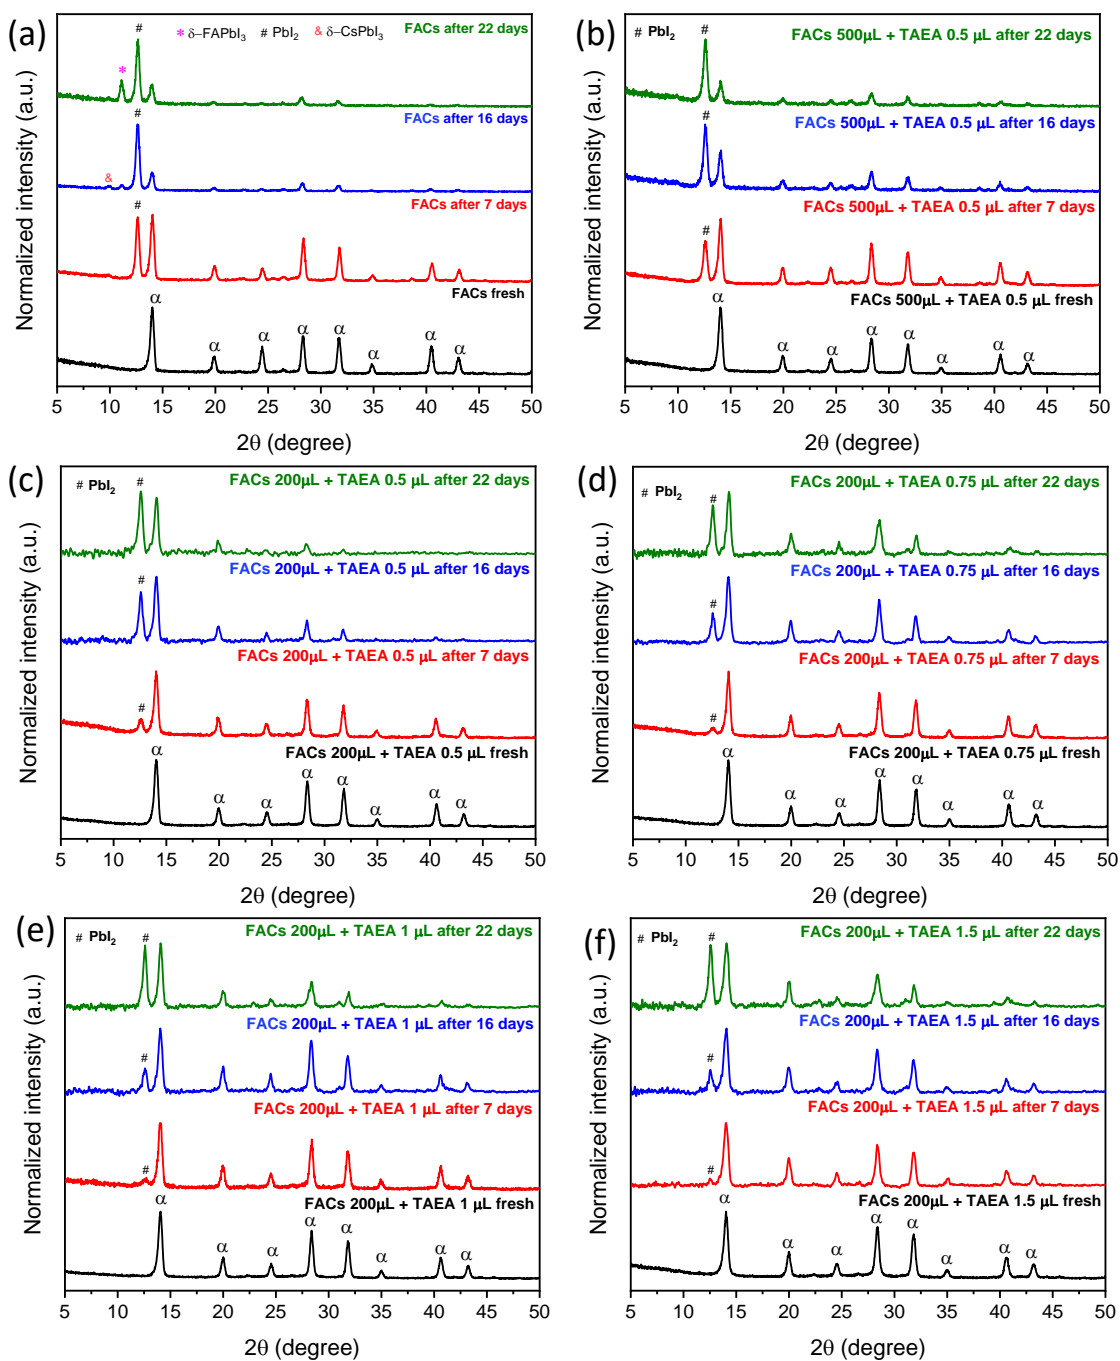 (a)
* δ–FAPbI₃ # PbI₂ & δ–CsPbI₃
FACs after 22 days
#
*
FACs after 16 days
#
&
FACs after 7 days
#
FACs fresh
α
α α α α α α α
5 10 15 20 25 30 35 40 45 50
2θ (degree)
Normalized intensity (a.u.)
(b)
# PbI₂
#
FACs 500μL + TAEA 0.5 μL after 22 days
#
FACs 500μL + TAEA 0.5 μL after 16 days
#
FACs 500μL + TAEA 0.5 μL after 7 days
FACs 500μL + TAEA 0.5 μL fresh
α
α α α α α α α
5 10 15 20 25 30 35 40 45 50
2θ (degree)
Normalized intensity (a.u.)
(c)
# PbI₂
#
FACs 200μL + TAEA 0.5 μL after 22 days
#
FACs 200μL + TAEA 0.5 μL after 16 days
#
FACs 200μL + TAEA 0.5 μL after 7 days
FACs 200μL + TAEA 0.5 μL fresh
α
α α α α α α α
5 10 15 20 25 30 35 40 45 50
2θ (degree)
Normalized intensity (a.u.)
(d)
# PbI₂
#
FACs 200μL + TAEA 0.75 μL after 22 days
#
FACs 200μL + TAEA 0.75 μL after 16 days
#
FACs 200μL + TAEA 0.75 μL after 7 days
FACs 200μL + TAEA 0.75 μL fresh
α
α α α α α α α
5 10 15 20 25 30 35 40 45 50
2θ (degree)
Normalized intensity (a.u.)
(e)
# PbI₂
#
FACs 200μL + TAEA 1 μL after 22 days
#
FACs 200μL + TAEA 1 μL after 16 days
#
FACs 200μL + TAEA 1 μL after 7 days
FACs 200μL + TAEA 1 μL fresh
α
α α α α α α α
5 10 15 20 25 30 35 40 45 50
2θ (degree)
Normalized intensity (a.u.)
(f)
# PbI₂
#
FACs 200μL + TAEA 1.5 μL after 22 days
#
FACs 200μL + TAEA 1.5 μL after 16 days
#
FACs 200μL + TAEA 1.5 μL after 7 days
FACs 200μL + TAEA 1.5 μL fresh
α
α α α α α α α
5 10 15 20 25 30 35 40 45 50
2θ (degree)
Normalized intensity (a.u.)